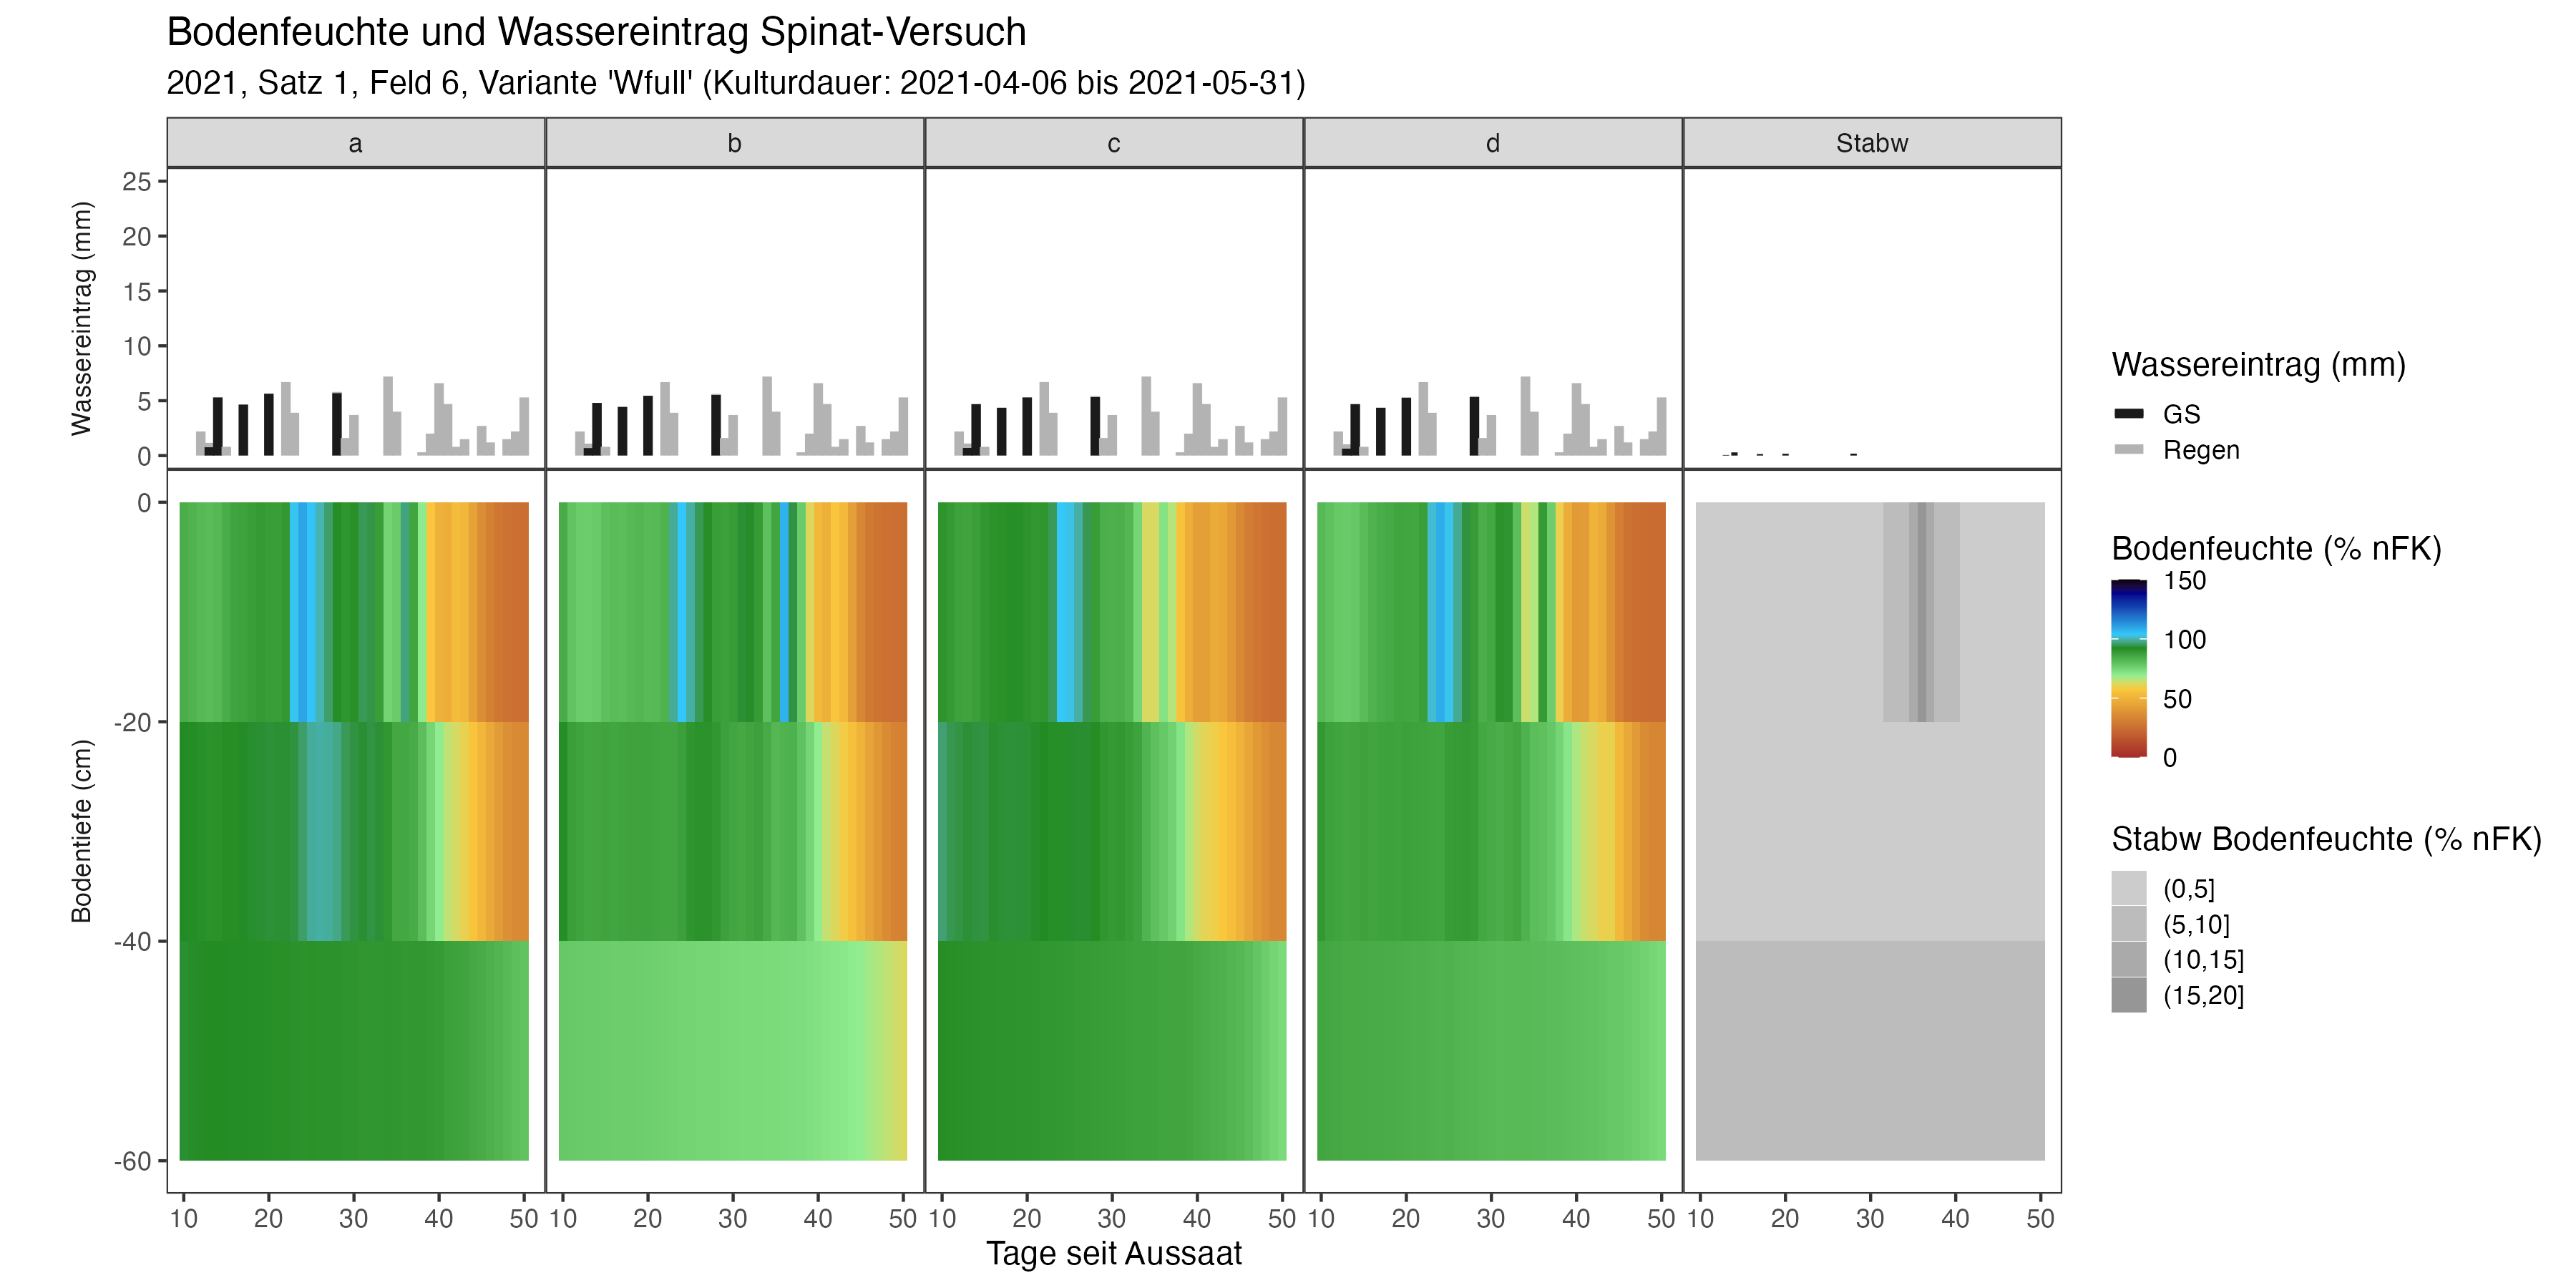 Bodenfeuchte und Wassereintrag Spinat-Versuch
2021, Satz 1, Feld 6, Variante 'Wfull' (Kulturdauer: 2021-04-06 bis 2021-05-31)
a b c d Stabw
Wassereintrag (mm)
25
20
15
10
5
0
Bodentiefe (cm)
0
-20
-40
-60
10 20 30 40 50 10 20 30 40 50 10 20 30 40 50 10 20 30 40 50 10 20 30 40 50
Tage seit Aussaat
Wassereintrag (mm)
GS
Regen
Bodenfeuchte (% nFK)
150
100
50
0
Stabw Bodenfeuchte (% nFK)
(0,5]
(5,10]
(10,15]
(15,20]